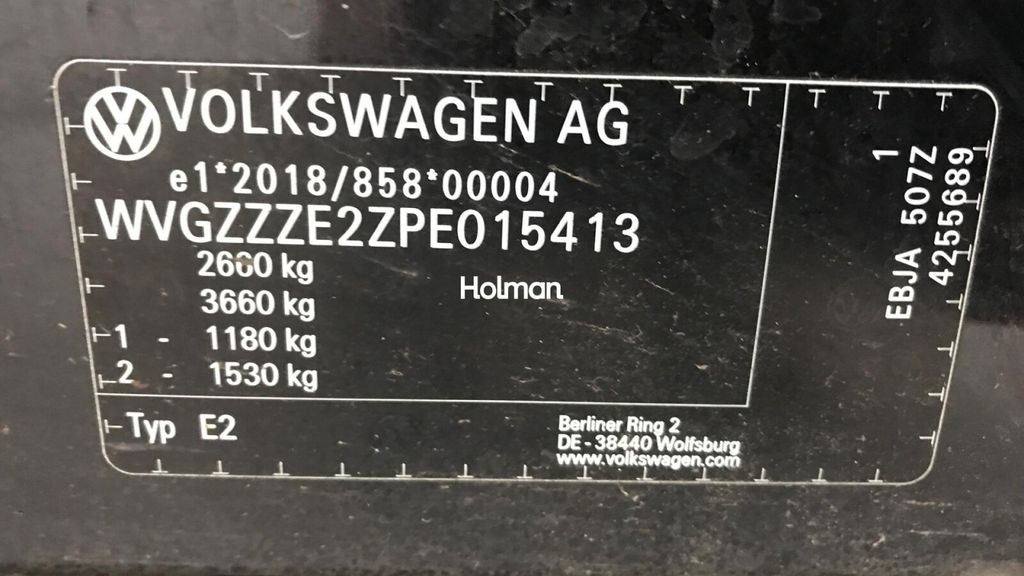 VOLKSWAGEN AG
e1*2018/858*00004
WVGZZZE2ZPE015413
2660 kg
3660 kg
1 - 1180 kg
2 - 1530 kg
Holman
Typ E2
Berliner Ring 2
DE - 38440 Wolfsburg
www.volkswagen.com
1
EBJA 507Z
4255689